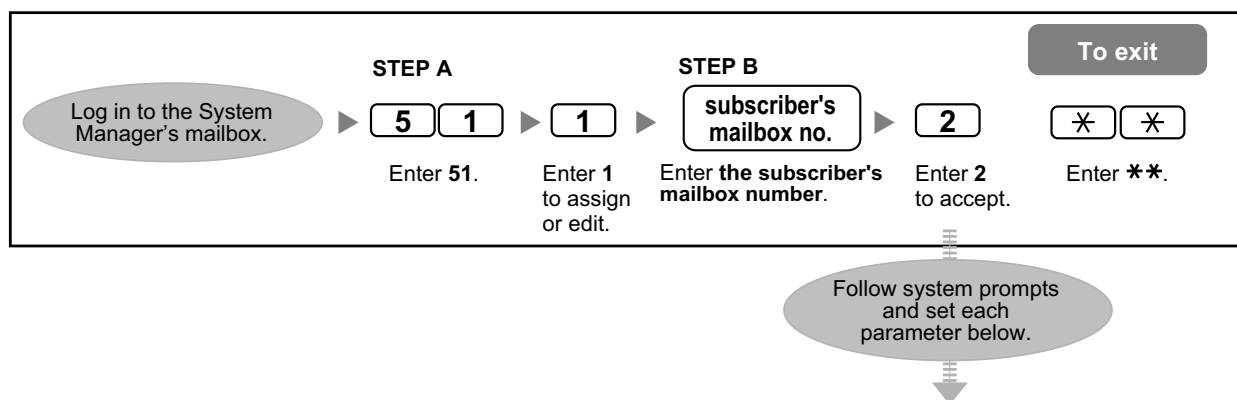 To exit
STEP A
STEP B
Log in to the System
Manager's mailbox.
5 1
1
subscriber's
mailbox no.
2
* *
Enter 51.
Enter 1
to assign
or edit.
Enter the subscriber's
mailbox number.
Enter 2
to accept.
Enter **.
Follow system prompts
and set each
parameter below.